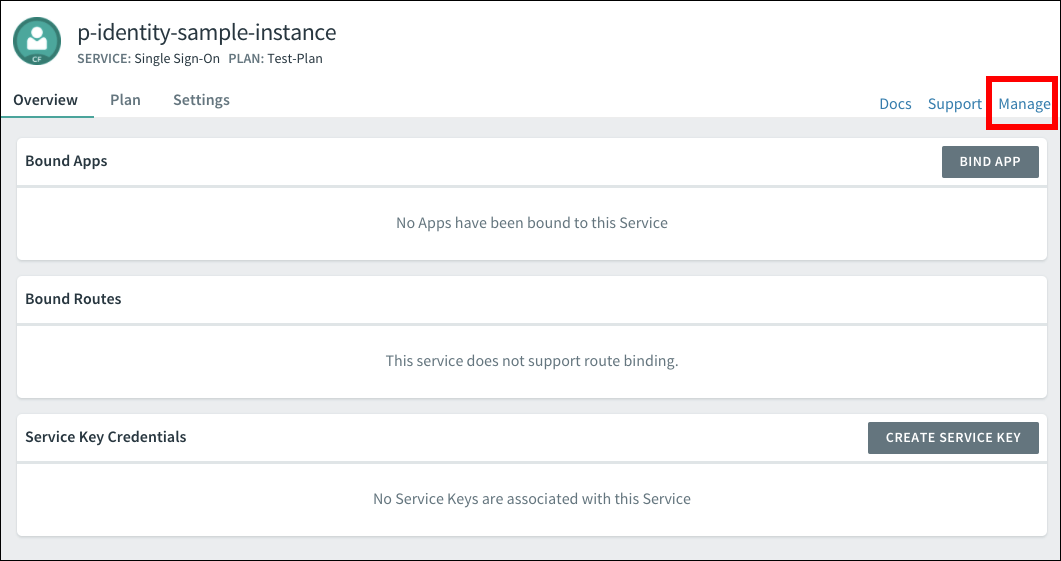 p-identity-sample-instance
SERVICE: Single Sign-On PLAN: Test-Plan
CF
Overview Plan Settings Docs Support Manage
Bound Apps BIND APP
No Apps have been bound to this Service
Bound Routes
This service does not support route binding.
Service Key Credentials CREATE SERVICE KEY
No Service Keys are associated with this Service